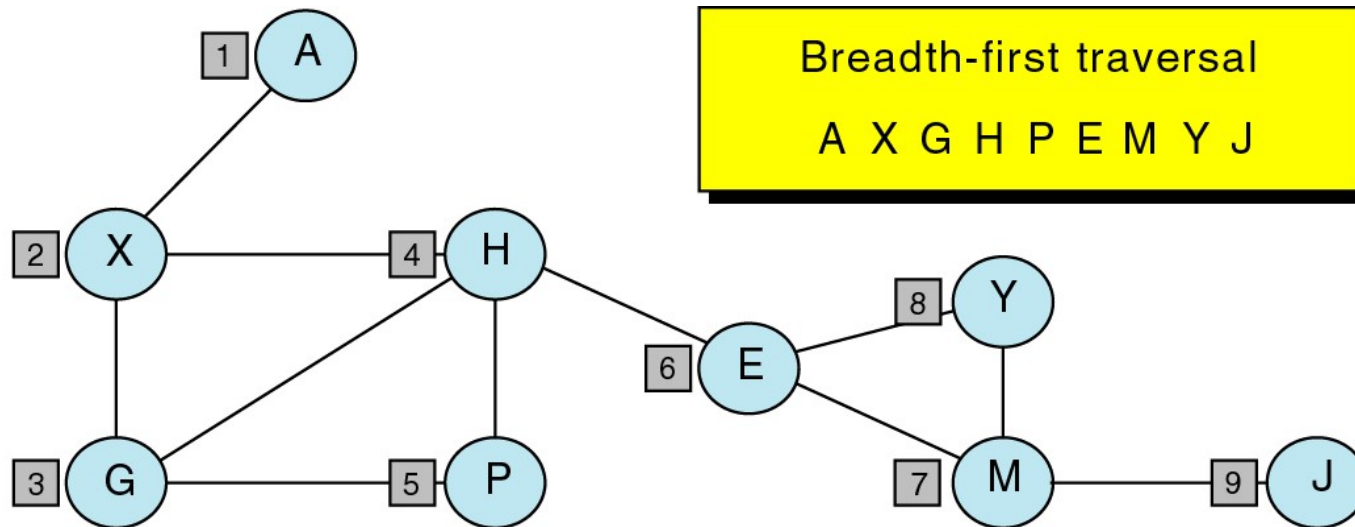 1 A
Breadth-first traversal
A X G H P E M Y J
2 X 4 H
8 Y
6 E
3 G 5 P 7 M 9 J